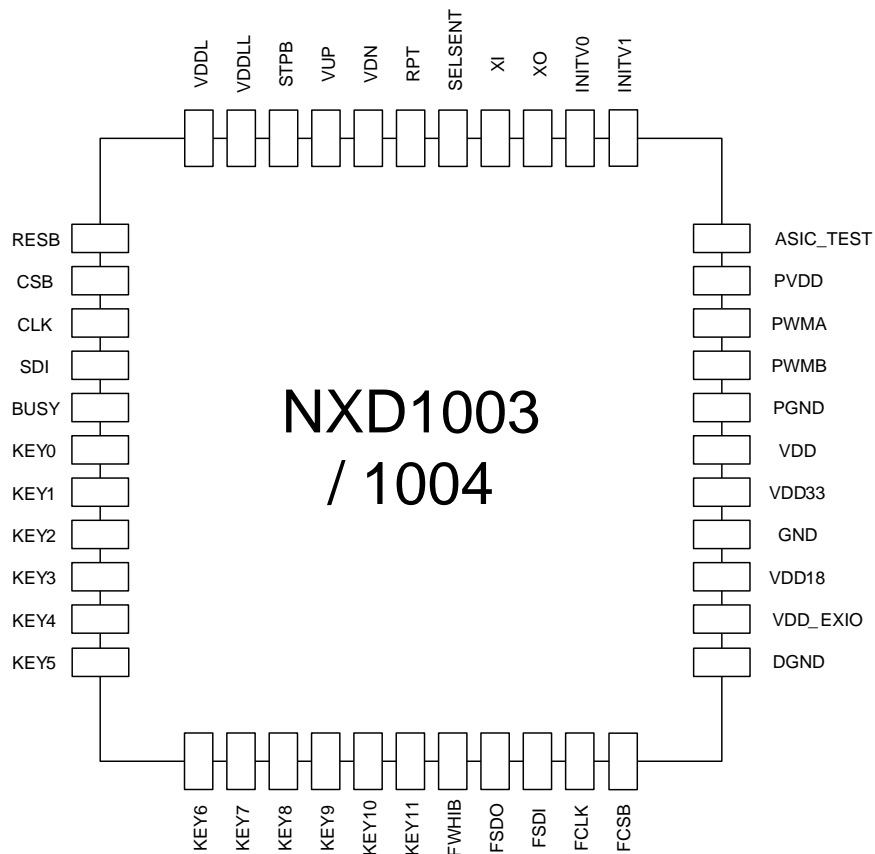 VDDL
VDDLL
STPB
VUP
VDN
RPT
SELSENT
XI
XO
INITV0
INITV1
RESB
CSB
CLK
SDI
BUSY
KEY0
KEY1
KEY2
KEY3
KEY4
KEY5
NXD1003
/ 1004
ASIC_TEST
PVDD
PWMA
PWMB
PGND
VDD
VDD33
GND
VDD18
VDD_EXIO
DGND
KEY6
KEY7
KEY8
KEY9
KEY10
KEY11
FWHIB
FSDO
FSDI
FCLK
FCSB